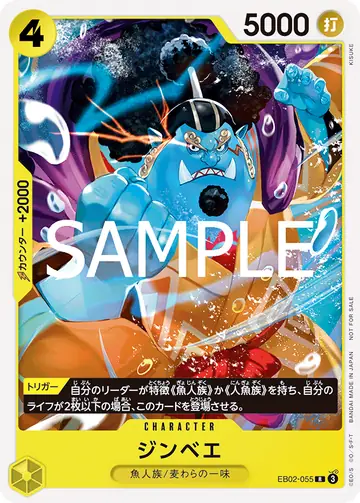 4
5000
打
カウンター +2000
KISUKE
SAMPLE
©E.O/S. ©E.O./S・F・T BANDAI MADE IN JAPAN NOT FOR SALE
トリガー 自分のリーダーが特徴《魚人族》か《人魚族》を持ち、自分の
ライフが2枚以下の場合、このカードを登場させる。
CHARACTER
ジンベエ
魚人族/麦わらの一味
EB02-055 R 3